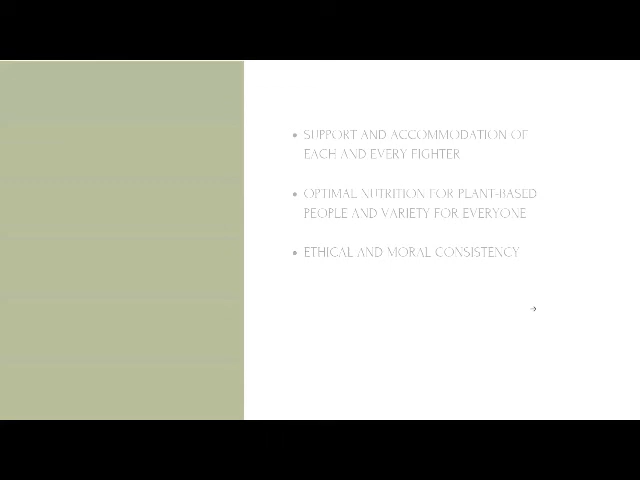 • SUPPORT AND ACCOMMODATION OF
EACH AND EVERY FIGHTER
• OPTIMAL NUTRITION FOR PLANT-BASED
PEOPLE AND VARIETY FOR EVERYONE
• ETHICAL AND MORAL CONSISTENCY
→